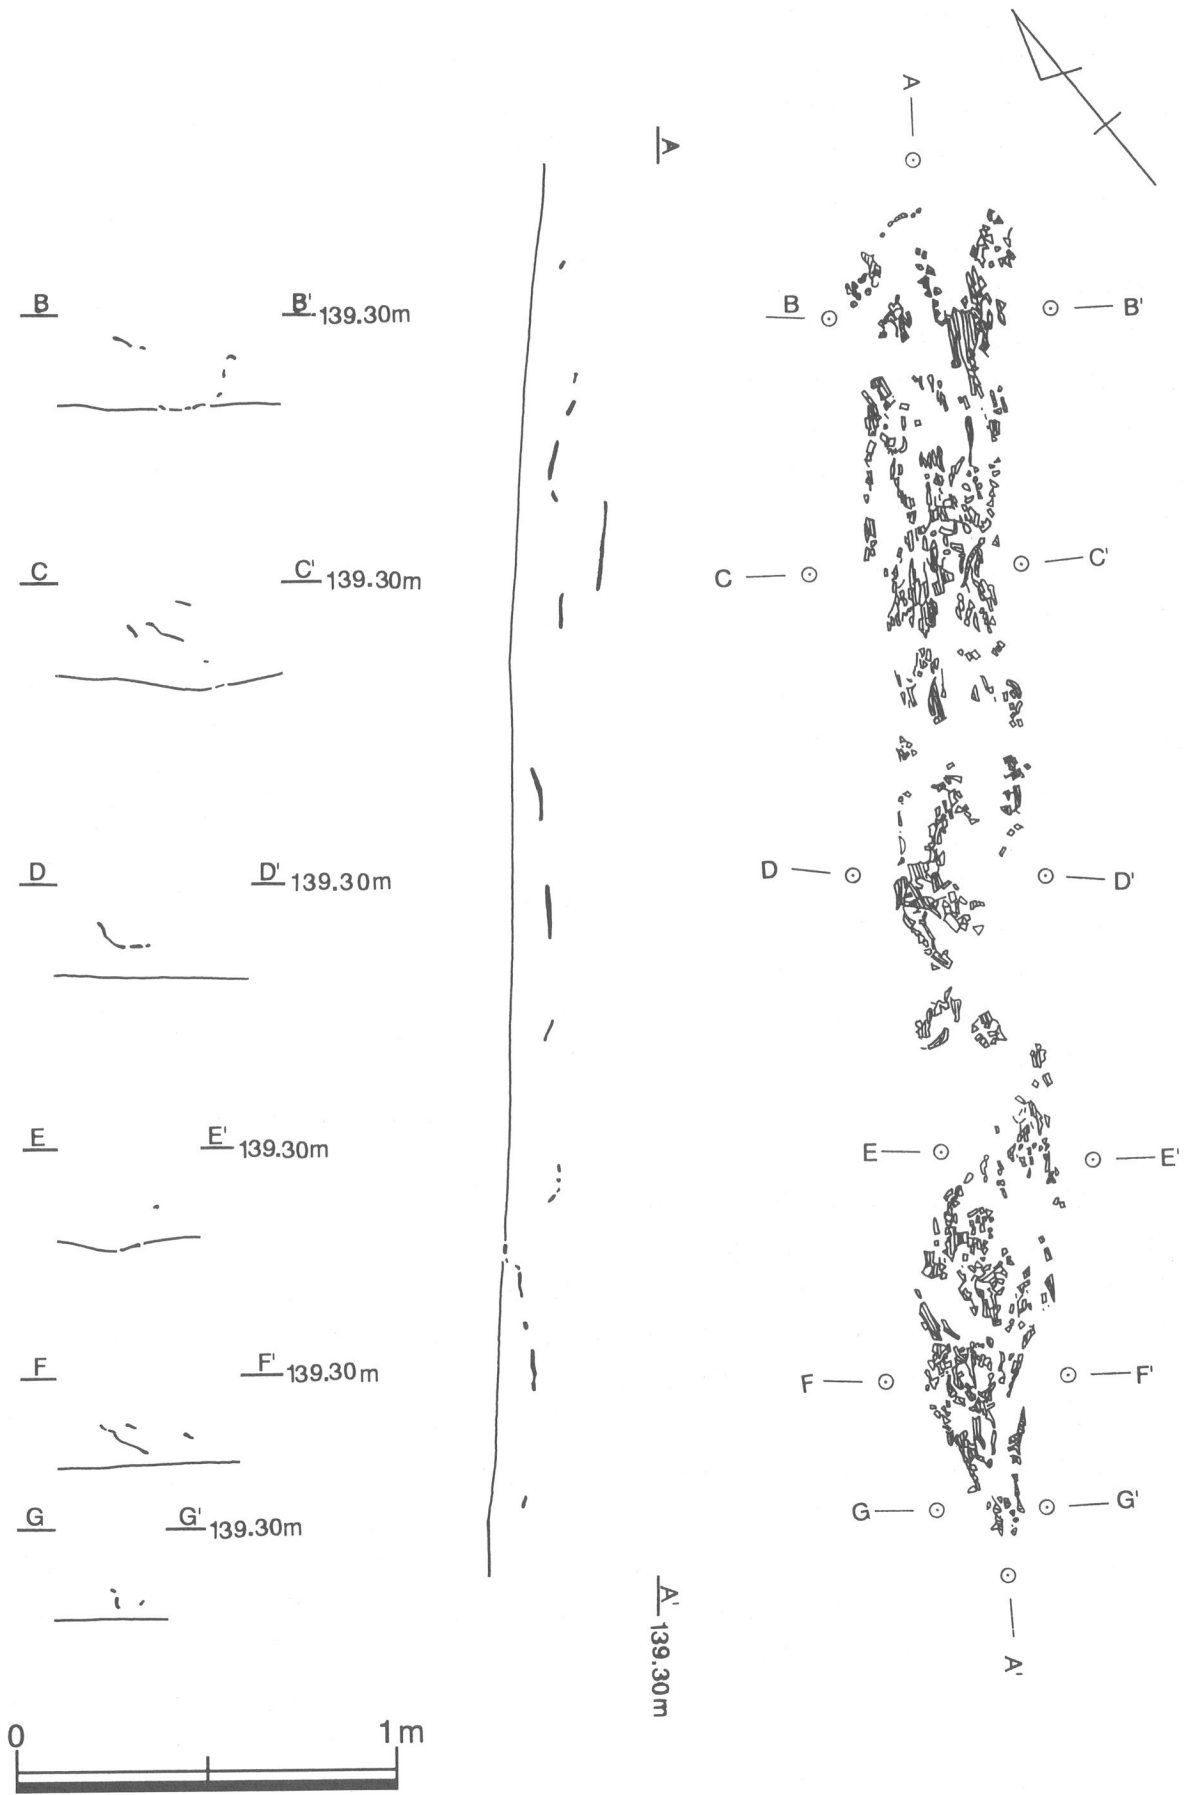 A
A
B B' 139.30m
B B'
C C' 139.30m
C C'
D D' 139.30m
D D'
E E' 139.30m
E E'
F F' 139.30m
F F'
G G' 139.30m
G G'
A' 139.30m
A'
0 1m